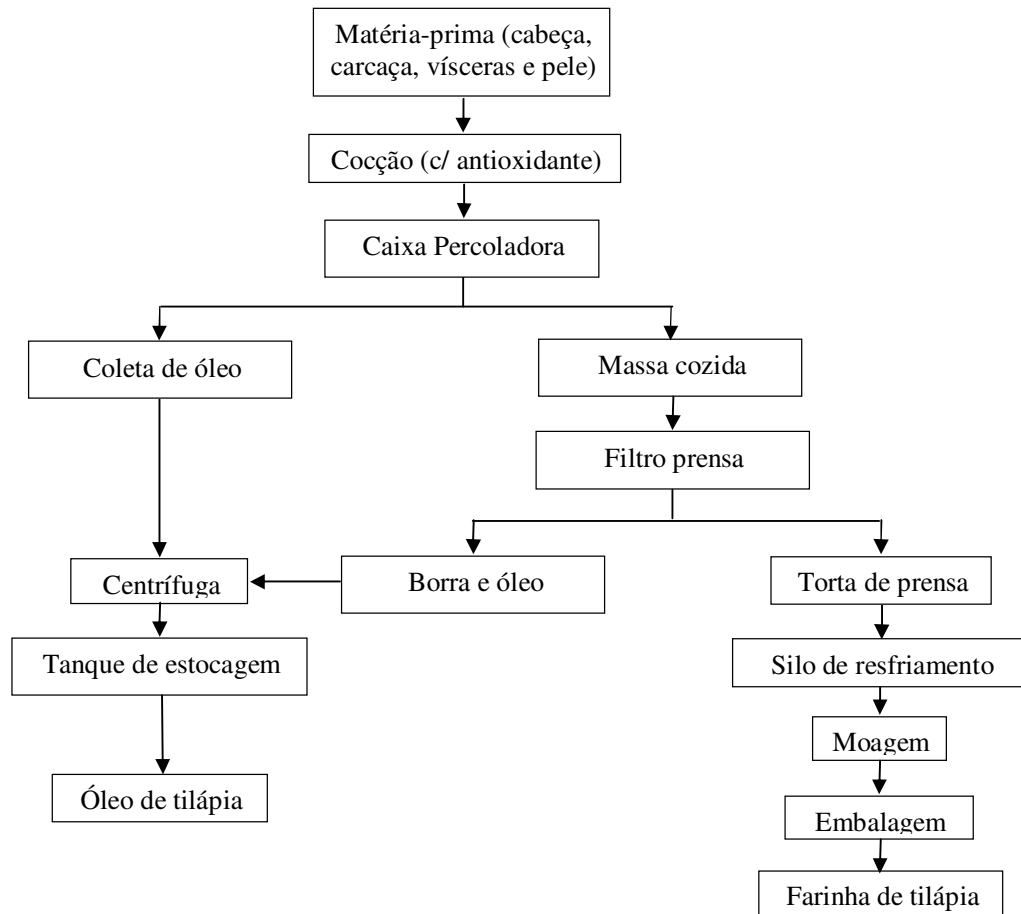 Matéria-prima (cabeça,
carcaça, vísceras e pele)
Cocção (c/ antioxidante)
Caixa Percoladora
Coleta de óleo
Massa cozida
Filtro prensa
Centrífuga
Borra e óleo
Torta de prensa
Tanque de estocagem
Silo de resfriamento
Moagem
Óleo de tilápia
Embalagem
Farinha de tilápia